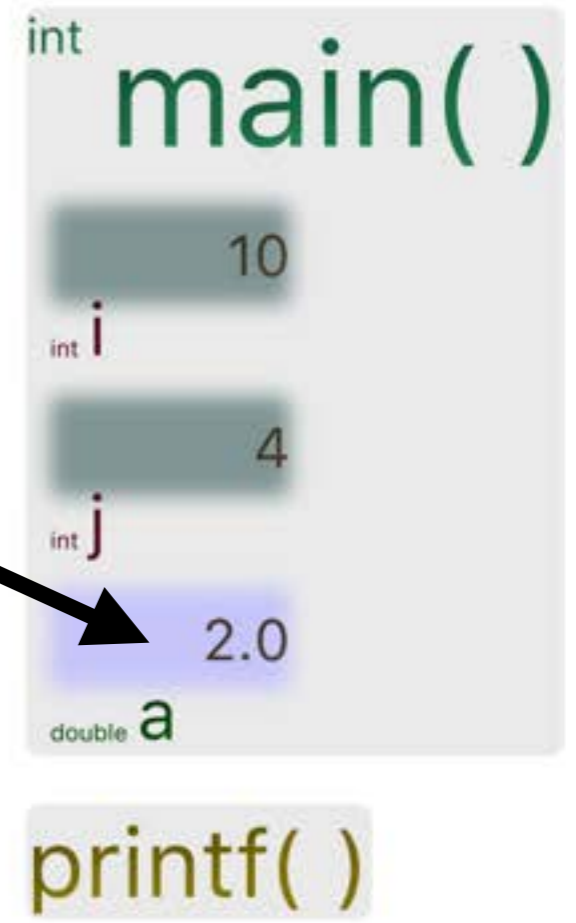 int
main( )
10
int i
4
int j
2.0
double a
printf( )